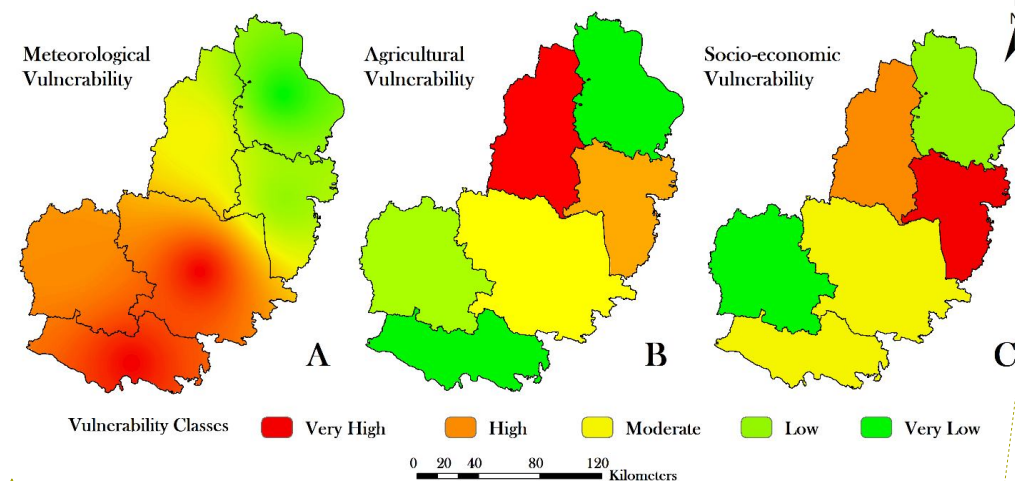 N
Meteorological
Vulnerability
Agricultural
Vulnerability
Socio-economic
Vulnerability
A
B
C
Vulnerability Classes
Very High
High
Moderate
Low
Very Low
0 20 40 80 120
Kilometers